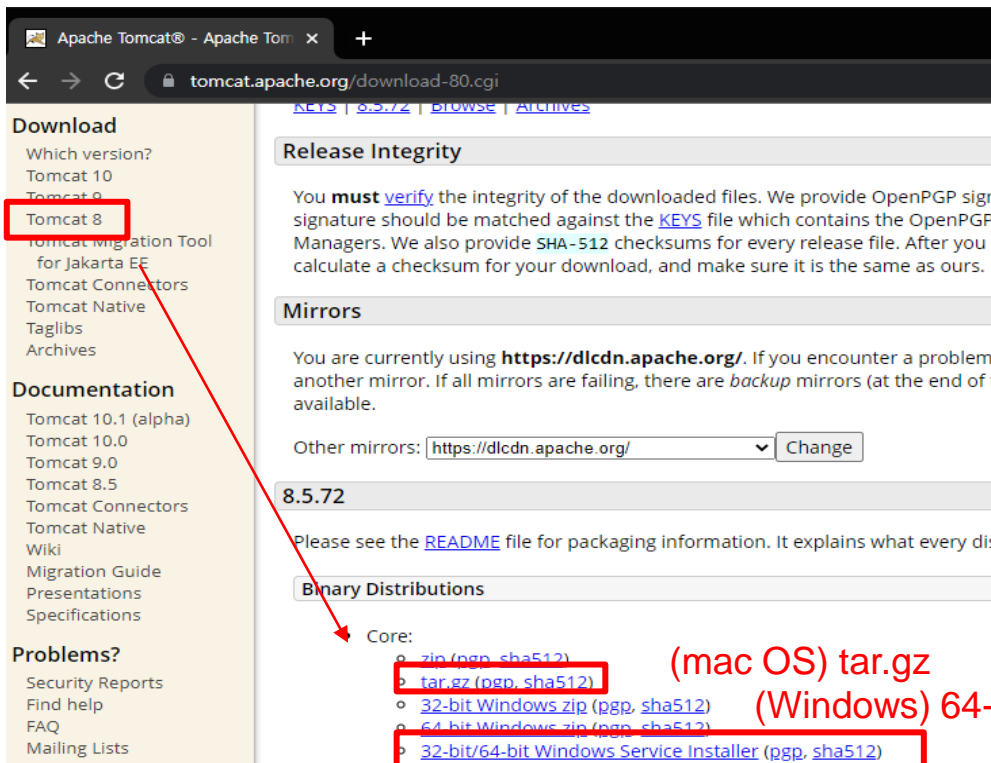 Apache Tomcat® - Apache Tom
tomcat.apache.org/download-80.cgi
Download
Which version?
Tomcat 10
Tomcat 9
Tomcat 8
Tomcat Migration Tool
for Jakarta EE
Tomcat Connectors
Tomcat Native
Taglibs
Archives
Documentation
Tomcat 10.1 (alpha)
Tomcat 10.0
Tomcat 9.0
Tomcat 8.5
Tomcat Connectors
Tomcat Native
Wiki
Migration Guide
Presentations
Specifications
Problems?
Security Reports
Find help
FAQ
Mailing Lists
KEYS | 8.5.72 | Browse | Archives
Release Integrity
You must verify the integrity of the downloaded files. We provide OpenPGP sign
signature should be matched against the KEYS file which contains the OpenPGP
Managers. We also provide SHA-512 checksums for every release file. After you
calculate a checksum for your download, and make sure it is the same as ours.
Mirrors
You are currently using https://dlcdn.apache.org/. If you encounter a problem
another mirror. If all mirrors are failing, there are backup mirrors (at the end of
available.
Other mirrors: https://dlcdn.apache.org/ Change
8.5.72
Please see the README file for packaging information. It explains what every dis
Binary Distributions
Core:
zip (pgp, sha512)
tar.gz (pgp, sha512)
32-bit Windows zip (pgp, sha512)
64-bit Windows zip (pgp, sha512)
32-bit/64-bit Windows Service Installer (pgp, sha512)
(mac OS) tar.gz
(Windows) 64-